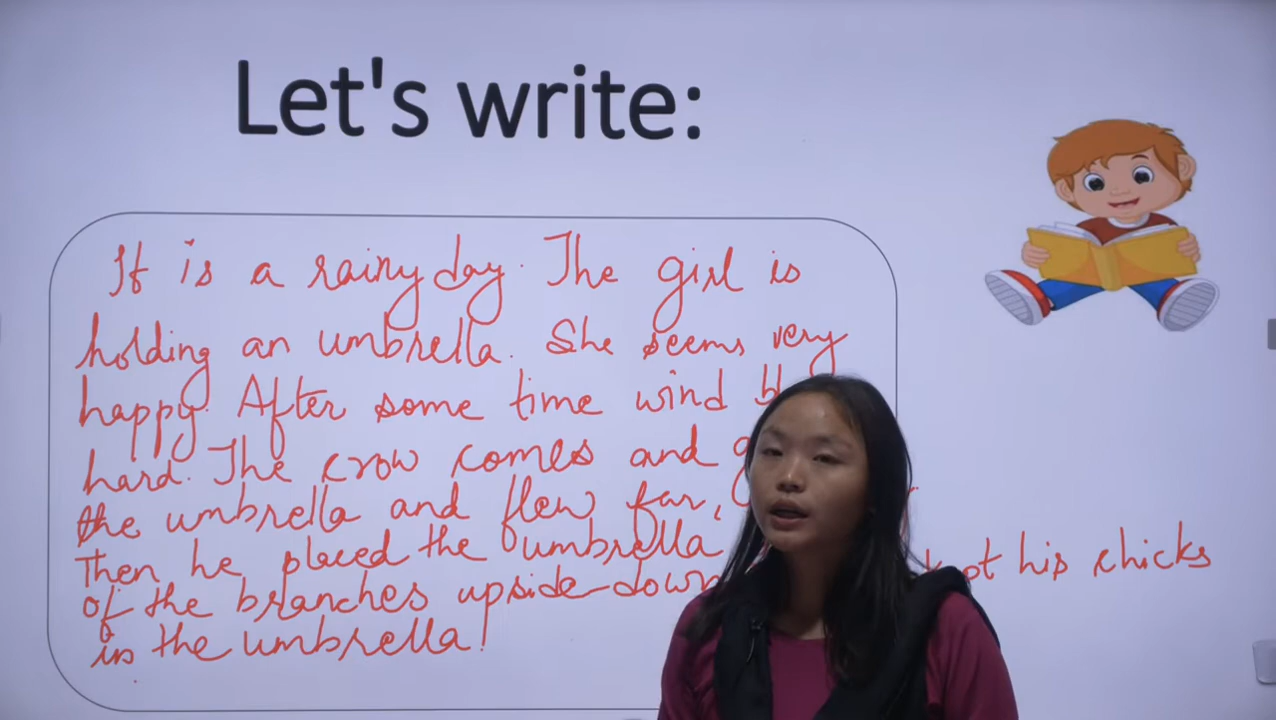 Let's write:
It is a rainy day. The girl is
holding an umbrella. She seems very
happy. After some time wind
hard. The crow comes and
the umbrella and flew far,
Then he placed the umbrella
of the branches upside-down his chicks
in the umbrella!